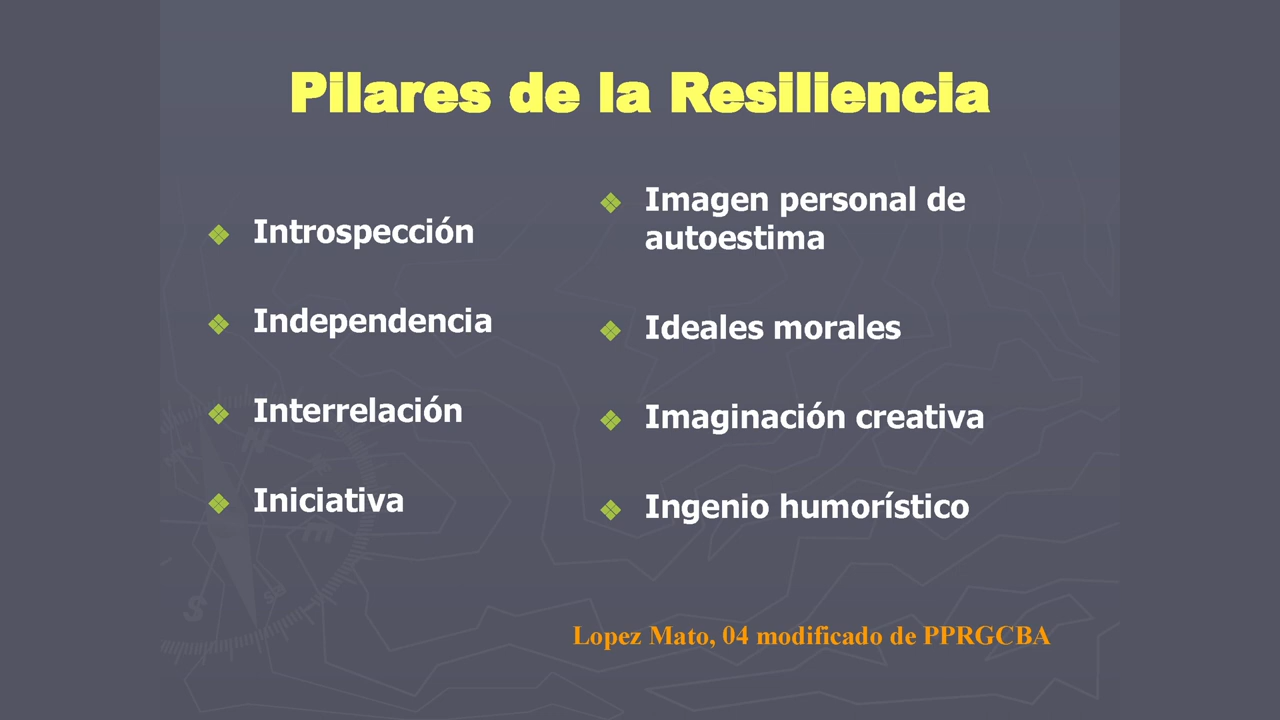 Pilares de la Resiliencia
Introspección
Independencia
Interrelación
Iniciativa
Imagen personal de
autoestima
Ideales morales
Imaginación creativa
Ingenio humorístico
Lopez Mato, 04 modificado de PPRGCBA